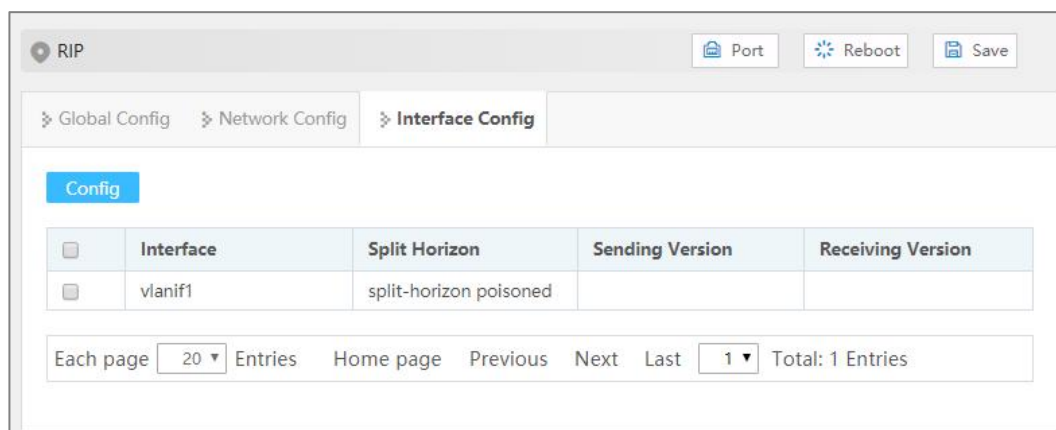 RIP Port Reboot Save
Global Config Network Config Interface Config
Config
Interface Split Horizon Sending Version Receiving Version
vlanif1 split-horizon poisoned
Each page 20 Entries Home page Previous Next Last 1 Total: 1 Entries